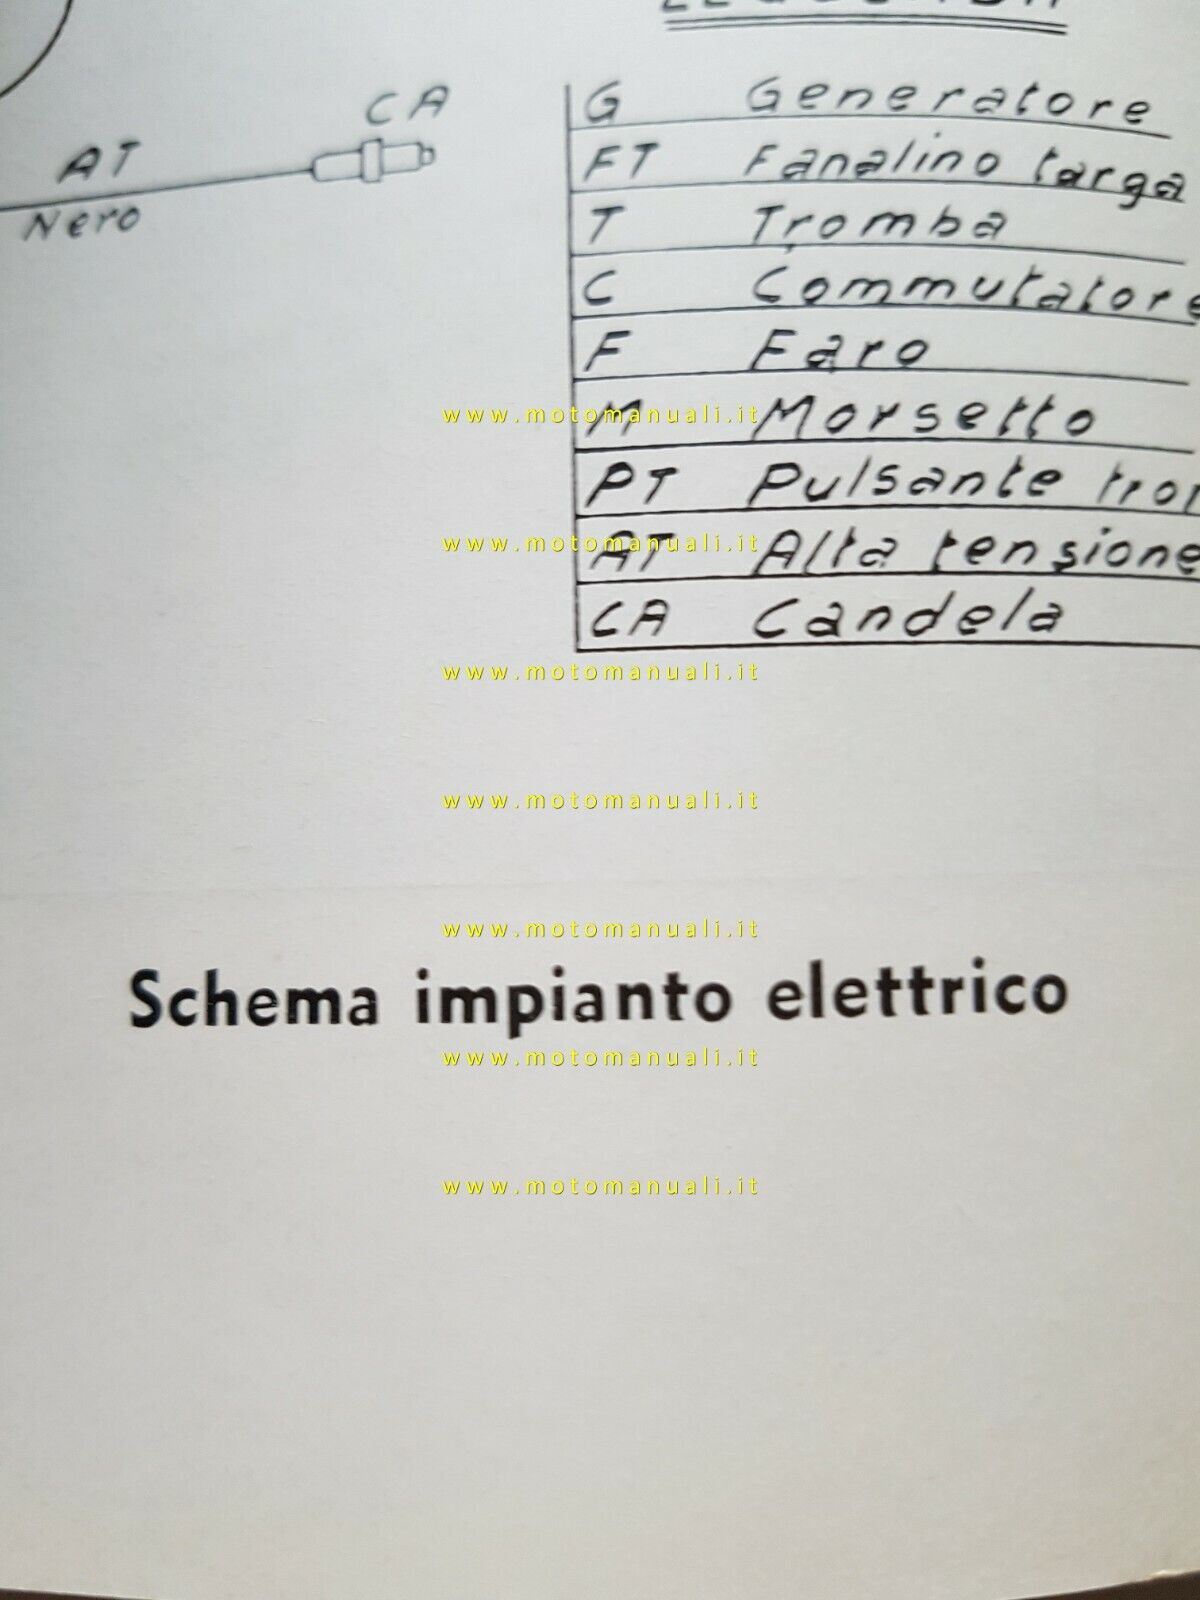 CA
AT
Nero
G Generatore
FT Fanalino targa
T Tromba
C Commutatore
F Faro
M Morsetto
www.motomanuali.it
PT Pulsante
AT Alta tensione
www.motomanuali.it
CA Candela
www.motomanuali.it
www.motomanuali.it
www.motomanuali.it
Schema impianto elettrico
www.motomanuali.it
www.motomanuali.it